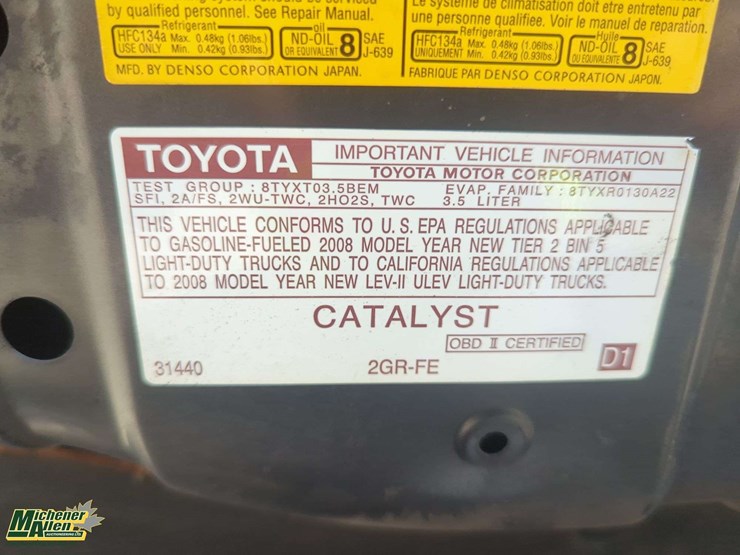 by qualified personnel. See Repair Manual.
Refrigerant
oil
HFC134a Max. 0.48kg (1.06lbs.)
USE ONLY Min. 0.42kg (0.93lbs.)
ND-OIL 8 SAE
OR EQUIVALENT J-639
MFD. BY DENSO CORPORATION JAPAN.
Le système de climatisation doit être entretenu par
une personne qualifiée. Voir le manuel de reparation.
Refrigerant
Huile
HFC134a Max. 0.48kg (1.06lbs.)
UNIQUEMENT Min. 0.42kg (0.93lbs.)
ND-OIL 8 SAE
OU EQUIVALENT J-639
FABRIQUE PAR DENSO CORPORATION JAPON.
TOYOTA
IMPORTANT VEHICLE INFORMATION
TOYOTA MOTOR CORPORATION
TEST GROUP : 8TYXT03.5BEM EVAP. FAMILY : 8TYXR0130A22
SFI, 2A/FS, 2WU-TWC, 2HO2S, TWC 3.5 LITER
THIS VEHICLE CONFORMS TO U.S. EPA REGULATIONS APPLICABLE
TO GASOLINE-FUELED 2008 MODEL YEAR NEW TIER 2 BIN 5
LIGHT-DUTY TRUCKS AND TO CALIFORNIA REGULATIONS APPLICABLE
TO 2008 MODEL YEAR NEW LEV-II ULEV LIGHT-DUTY TRUCKS.
CATALYST
OBD II CERTIFIED
31440 2GR-FE D1
Michener
Allen
AUCTIONEERING LTD.